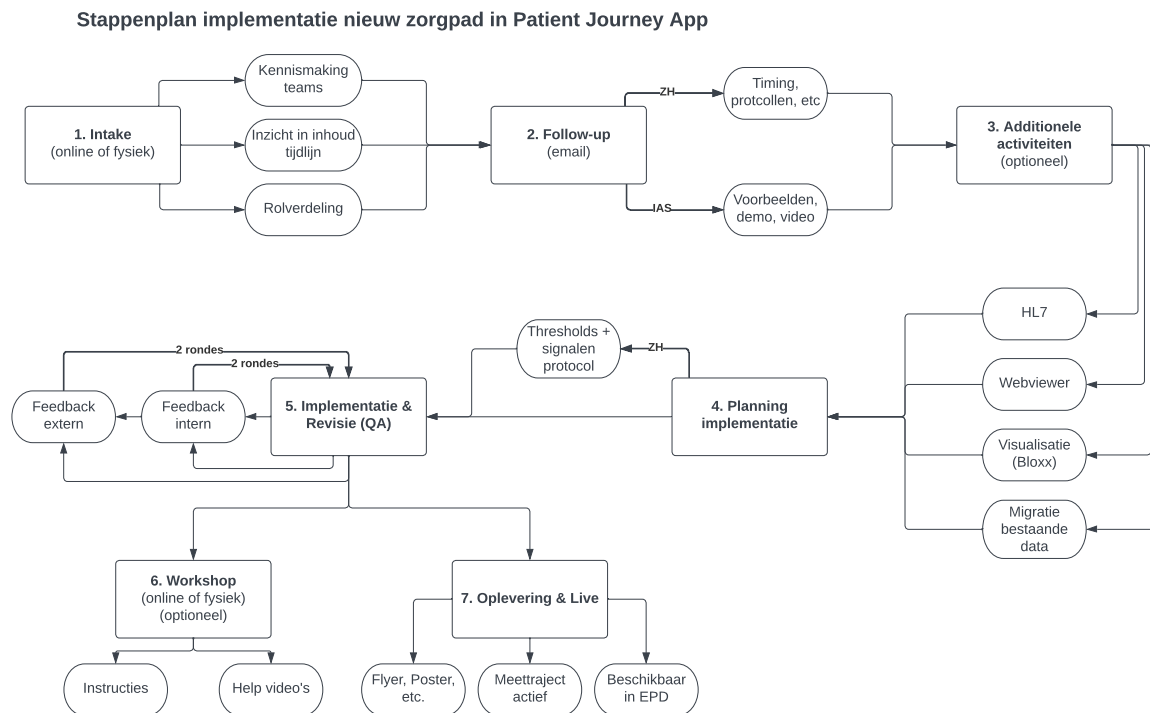 Stappenplan implementatie nieuw zorgpad in Patient Journey App
Kennismaking
teams
1. Intake
(online of fysiek)
Inzicht in inhoud
tijdlijn
Rolverdeling
2. Follow-up
(email)
ZH
Timing,
protcollen, etc
IAS
Voorbeelden,
demo, video
3. Additionele
activiteiten
(optioneel)
HL7
Webviewer
Visualisatie
(Bloxx)
Migratie
bestaande
data
4. Planning
implementatie
ZH
Thresholds +
signalen
protocol
5. Implementatie &
Revisie (QA)
2 rondes
2 rondes
Feedback
intern
Feedback
extern
6. Workshop
(online of fysiek)
(optioneel)
Instructies
Help video's
7. Oplevering & Live
Flyer, Poster,
etc.
Meettraject
actief
Beschikbaar
in EPD